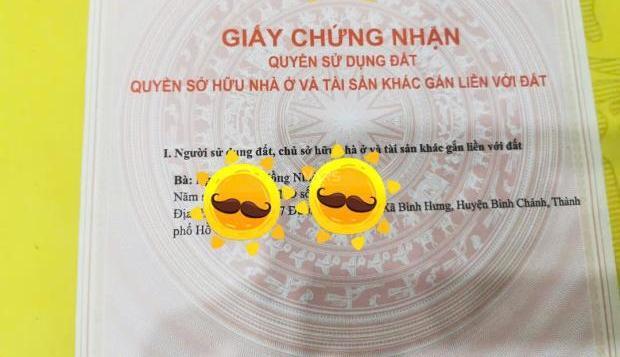 GIẤY CHỨNG NHẬN
QUYỀN SỬ DỤNG ĐẤT
QUYỀN SỞ HỮU NHÀ Ở VÀ TÀI SẢN KHÁC GẮN LIỀN VỚI ĐẤT
I. Người sử dụng đất, chủ sở hữu nhà ở và tài sản khác gắn liền với đất
Bà:
Năm
Xã Bình Hưng, Huyện Bình Chánh, Thành
phố Hồ